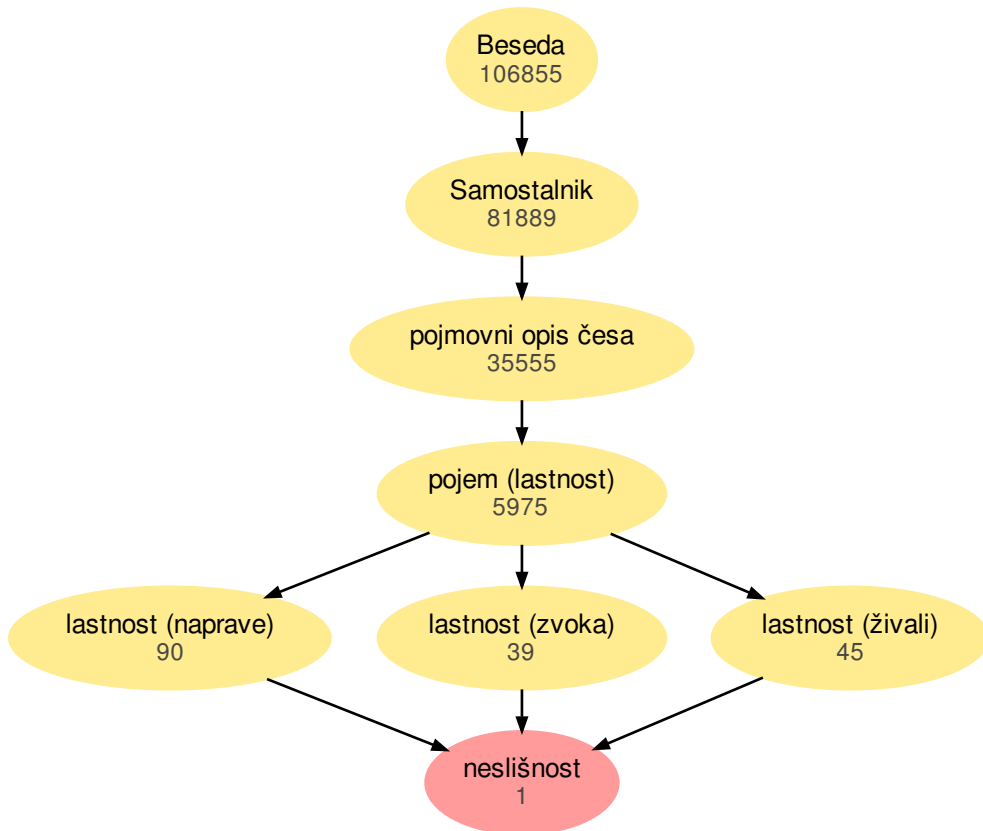 Beseda
106855
Samostalnik
81889
pojmovni opis česa
35555
pojem (lastnost)
5975
lastnost (naprave)
90
lastnost (zvoka)
39
lastnost (živali)
45
neslišnost
1